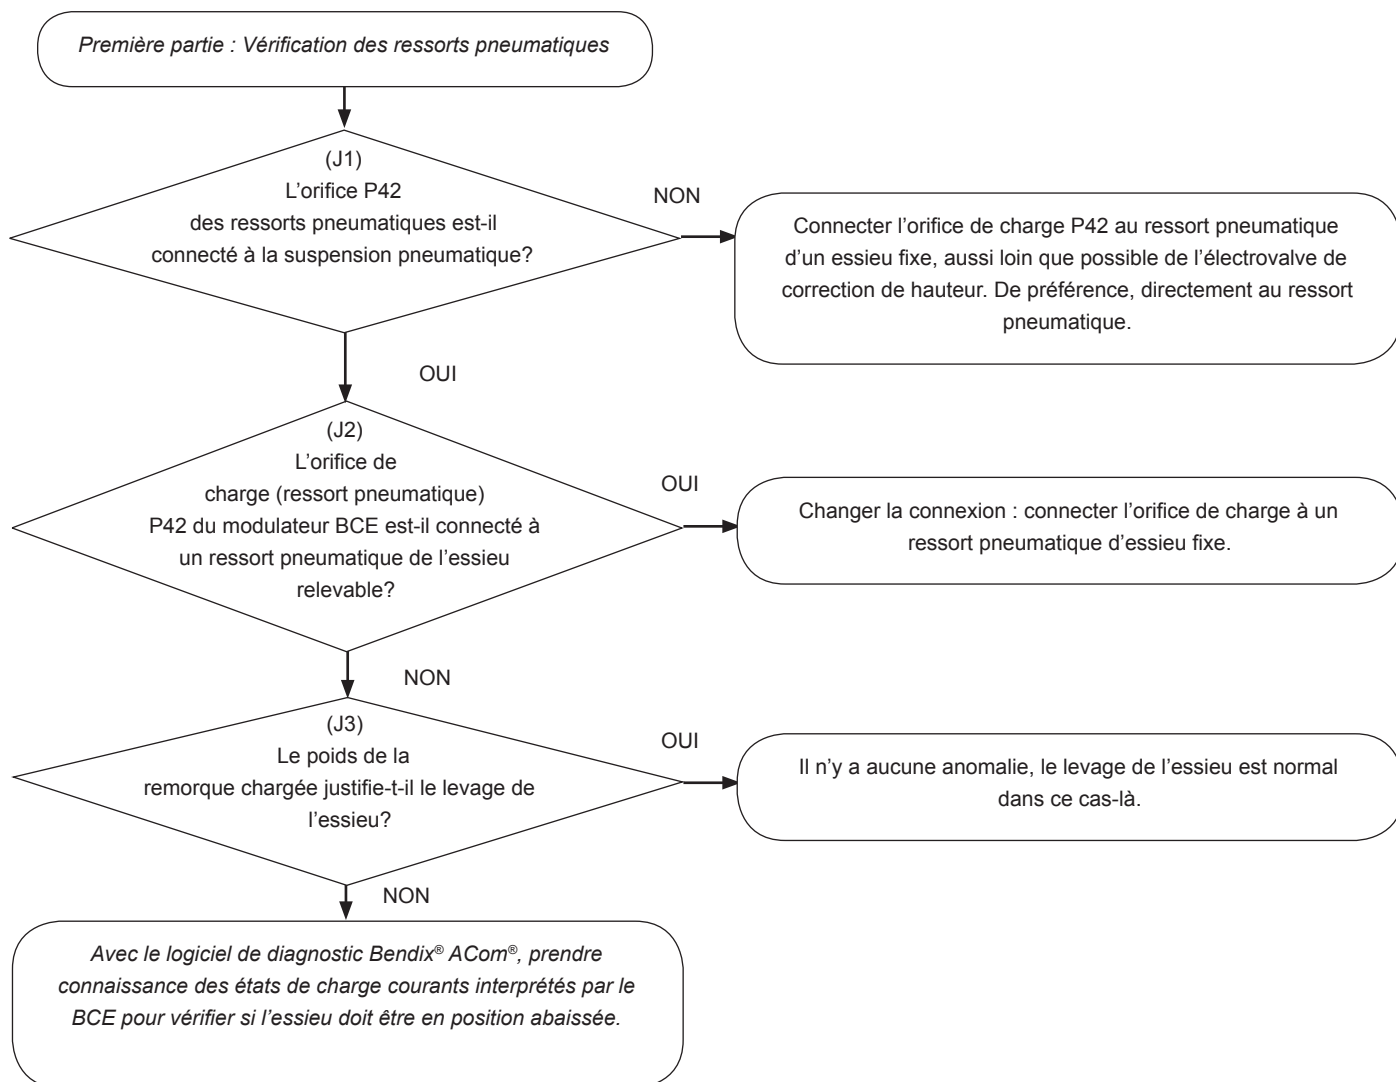 Première partie : Vérification des ressorts pneumatiques
(J1)
L'orifice P42
des ressorts pneumatiques est-il
connecté à la suspension pneumatique?
NON
Connecter l'orifice de charge P42 au ressort pneumatique
d'un essieu fixe, aussi loin que possible de l'électrovalve de
correction de hauteur. De préférence, directement au ressort
pneumatique.
OUI
(J2)
L'orifice de
charge (ressort pneumatique)
P42 du modulateur BCE est-il connecté à
un ressort pneumatique de l'essieu
relevable?
OUI
Changer la connexion : connecter l'orifice de charge à un
ressort pneumatique d'essieu fixe.
NON
(J3)
Le poids de la
remorque chargée justifie-t-il le levage de
l'essieu?
OUI
Il n'y a aucune anomalie, le levage de l'essieu est normal
dans ce cas-là.
NON
Avec le logiciel de diagnostic Bendix® ACom®, prendre
connaissance des états de charge courants interprétés par le
BCE pour vérifier si l'essieu doit être en position abaissée.